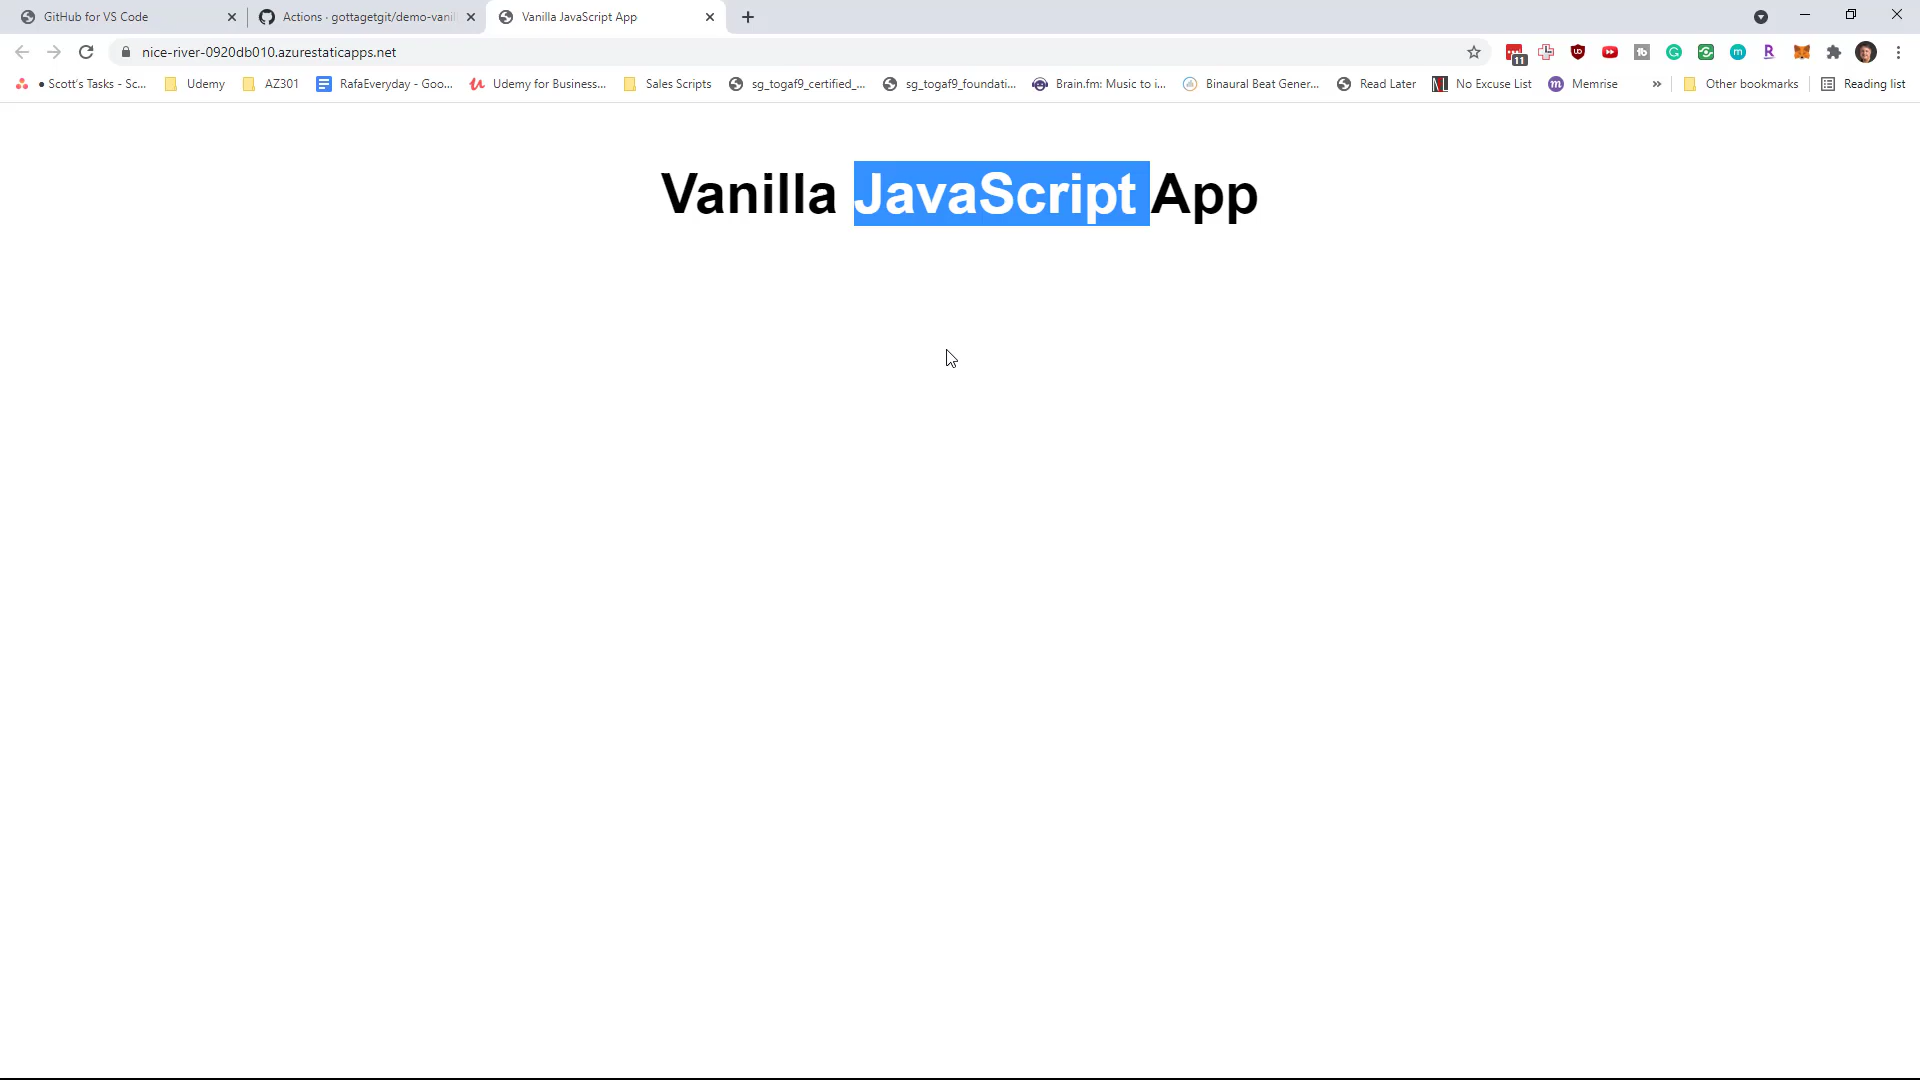 GitHub for VS Code
Actions · gottagetgit/demo-vanil
Vanilla JavaScript App
nice-river-0920db010.azurestaticapps.net
11
• Scott's Tasks - Sc...
Udemy
AZ301
RafaEveryday - Goo...
Udemy for Business...
Sales Scripts
sg_togaf9_certified_...
sg_togaf9_foundati...
Brain.fm: Music to i...
Binaural Beat Gener...
Read Later
No Excuse List
Memrise
»
Other bookmarks
Reading list
Vanilla JavaScript App